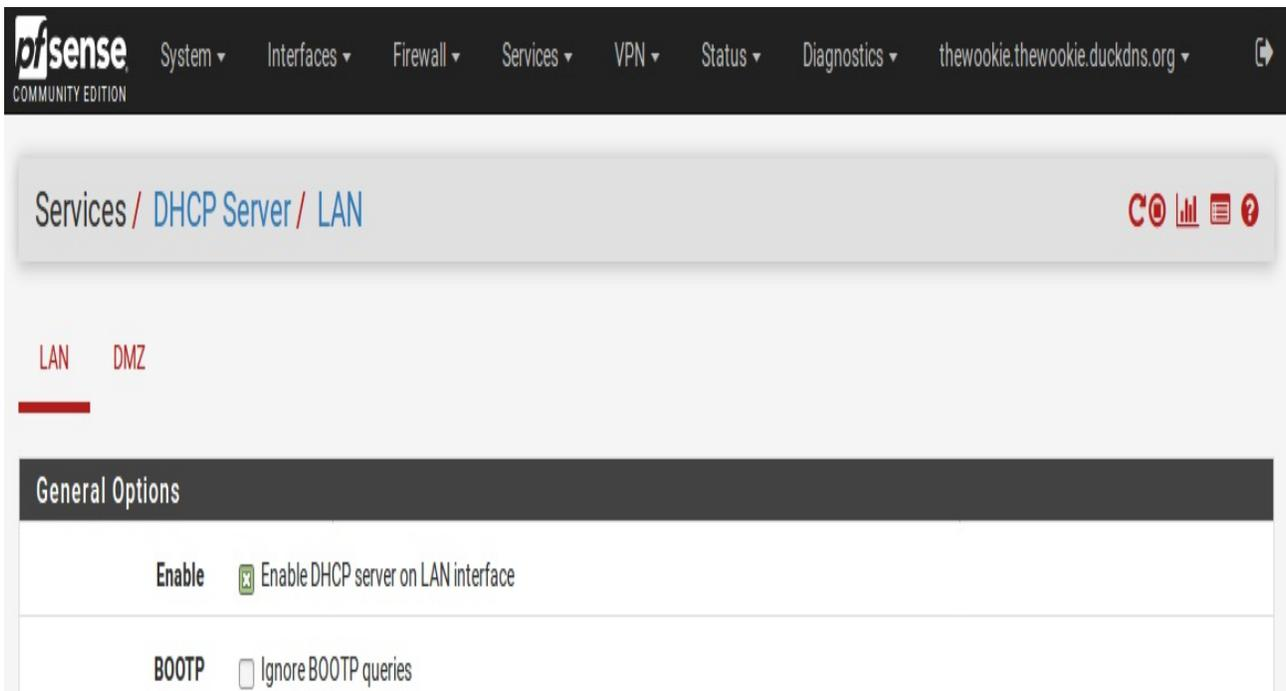 pfsense
COMMUNITY EDITION
System
Interfaces
Firewall
Services
VPN
Status
Diagnostics
thewookie.thewookie.duckdns.org
Services / DHCP Server / LAN
LAN
DMZ
General Options
Enable
Enable DHCP server on LAN interface
BOOTP
Ignore BOOTP queries